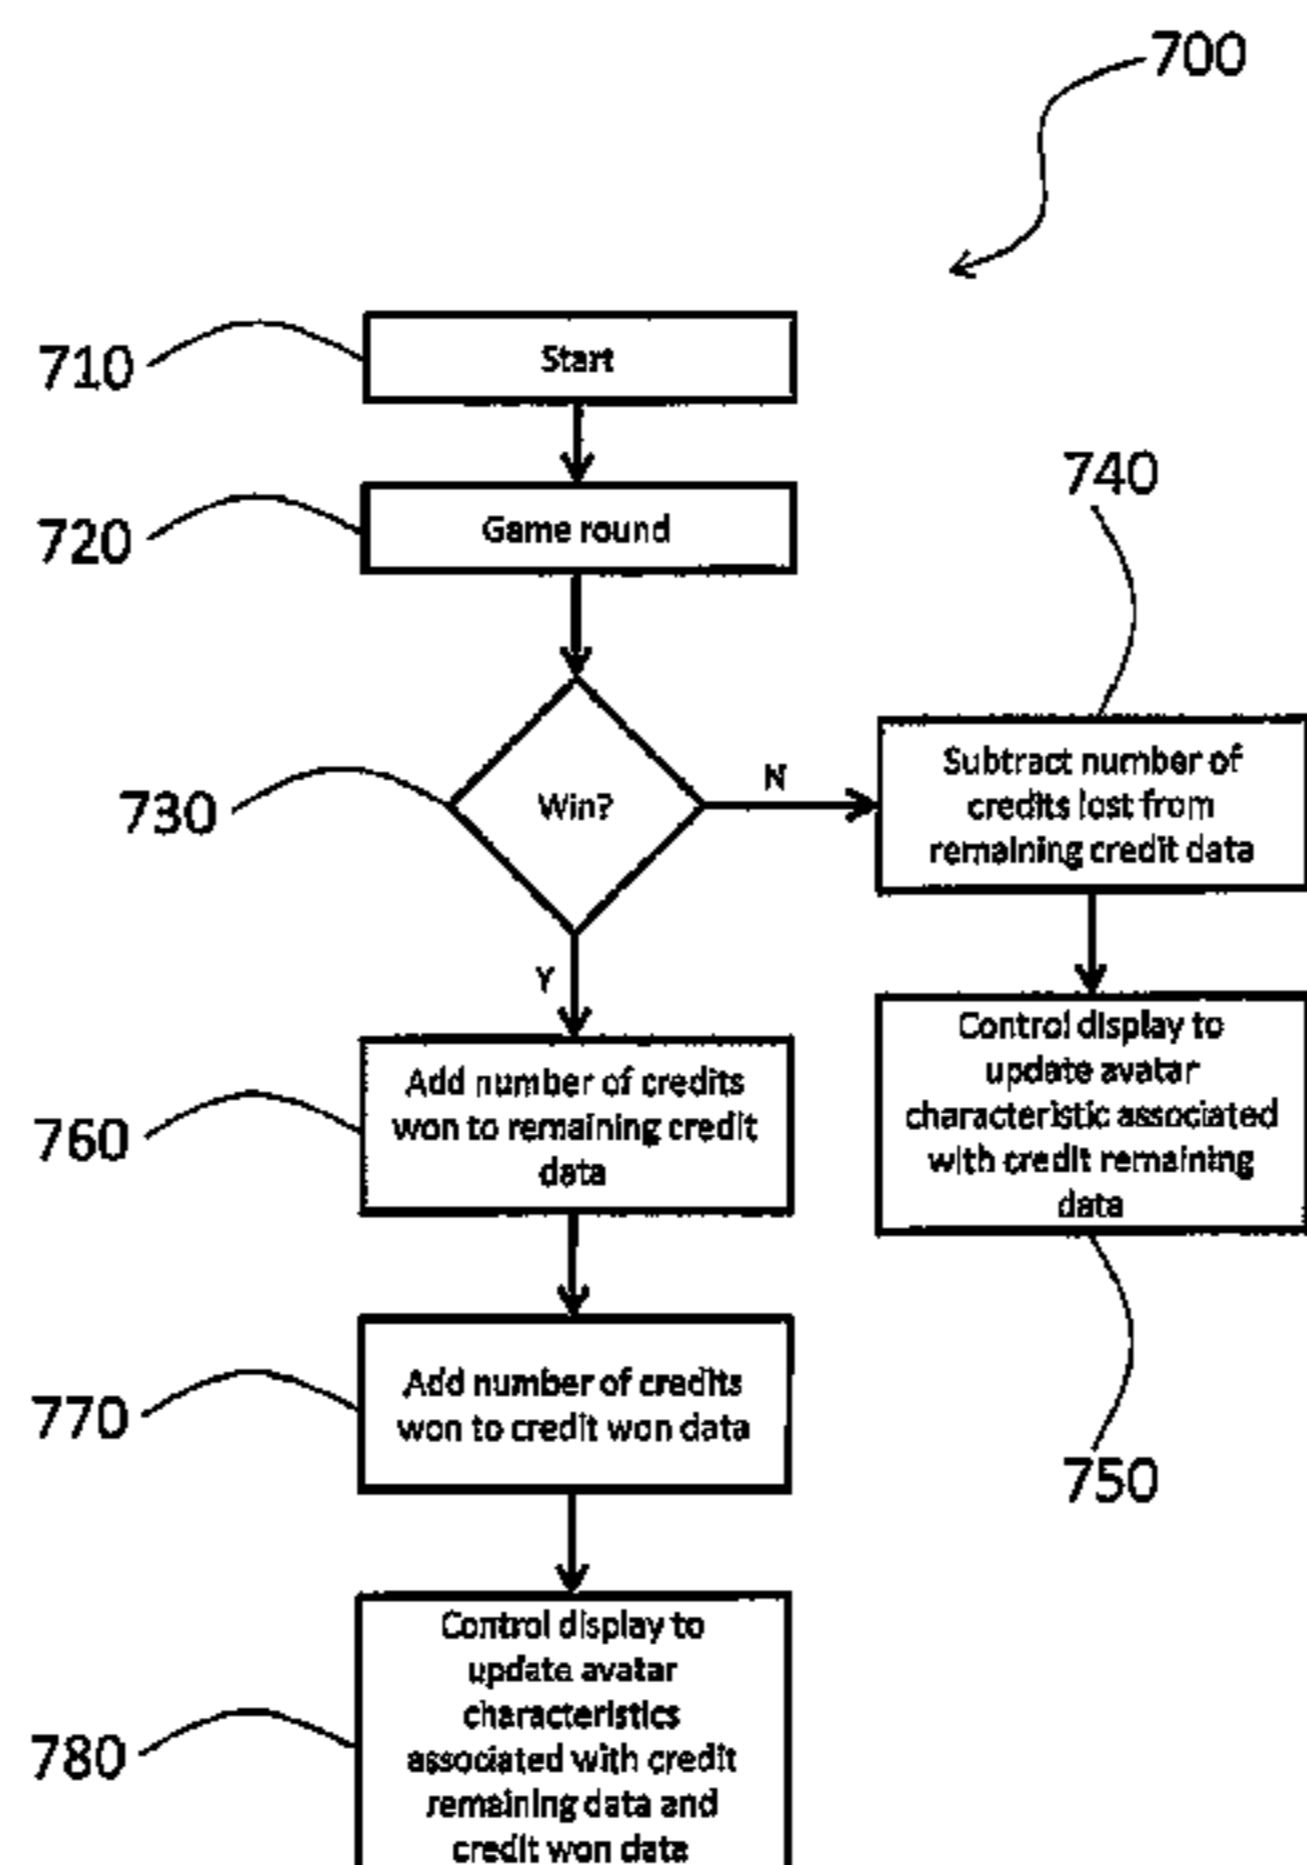 700
710
Start
720
Game round
730
Win?
N
740
Subtract number of
credits lost from
remaining credit data
Y
760
Add number of credits
won to remaining credit
data
Control display to
update avatar
characteristic associated
with credit remaining
data
750
770
Add number of credits
won to credit won data
780
Control display to
update avatar
characteristics
associated with credit
remaining data and
credit won data